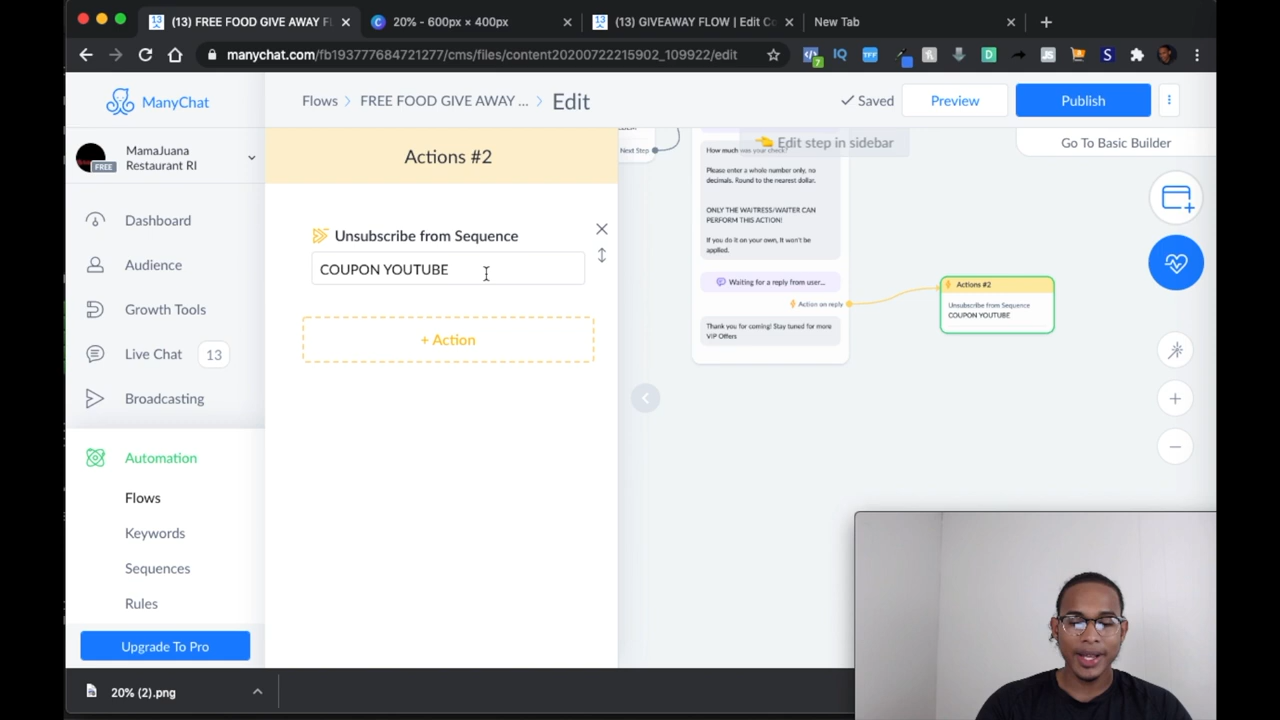 (13) FREE FOOD GIVE AWAY FL
20% - 600px × 400px
(13) GIVEAWAY FLOW | Edit Co
New Tab
manychat.com/fb193777684721277/cms/files/content20200722215902_109922/edit
ManyChat
Flows > FREE FOOD GIVE AWAY ... > Edit
Saved
Preview
Publish
MamaJuana
Restaurant RI
FREE
Actions #2
Next Step
Edit step in sidebar
Go To Basic Builder
How much was your check?
Please enter a whole number only, no
decimals. Round to the nearest dollar.
ONLY THE WAITRESS/WAITER CAN
PERFORM THIS ACTION!
If you do it on your own, It won't be
applied.
Waiting for a reply from user...
Action on reply
Thank you for coming! Stay tuned for more
VIP Offers
Actions #2
Unsubscribe from Sequence
COUPON YOUTUBE
Dashboard
Audience
Growth Tools
Live Chat 13
Broadcasting
Automation
Flows
Keywords
Sequences
Rules
Upgrade To Pro
Unsubscribe from Sequence
COUPON YOUTUBE
+ Action
20% (2).png